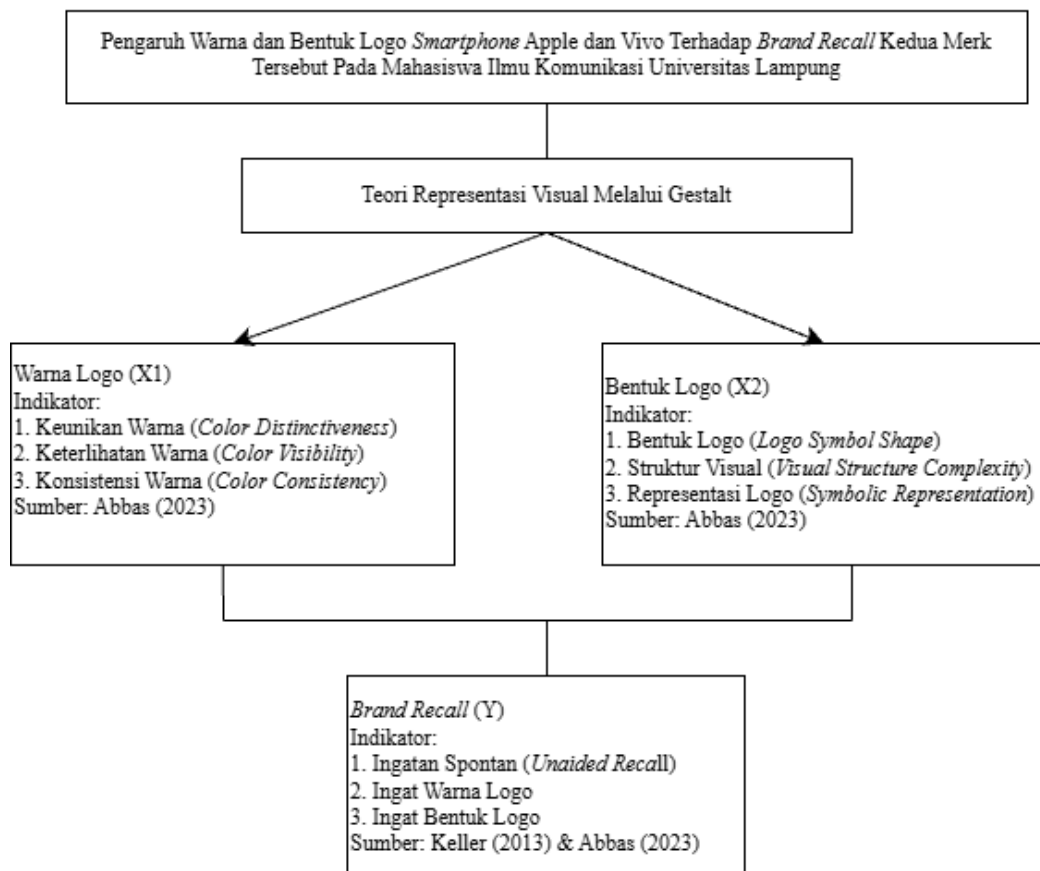 Pengaruh Warna dan Bentuk Logo Smartphone Apple dan Vivo Terhadap Brand Recall Kedua Merk
Tersebut Pada Mahasiswa Ilmu Komunikasi Universitas Lampung
Teori Representasi Visual Melalui Gestalt
Warna Logo (X1)
Indikator:
1. Keunikan Warna (Color Distinctiveness)
2. Keterlihatan Warna (Color Visibility)
3. Konsistensi Warna (Color Consistency)
Sumber: Abbas (2023)
Bentuk Logo (X2)
Indikator:
1. Bentuk Logo (Logo Symbol Shape)
2. Struktur Visual (Visual Structure Complexity)
3. Representasi Logo (Symbolic Representation)
Sumber: Abbas (2023)
Brand Recall (Y)
Indikator:
1. Ingatan Spontan (Unaided Recall)
2. Ingat Warna Logo
3. Ingat Bentuk Logo
Sumber: Keller (2013) & Abbas (2023)